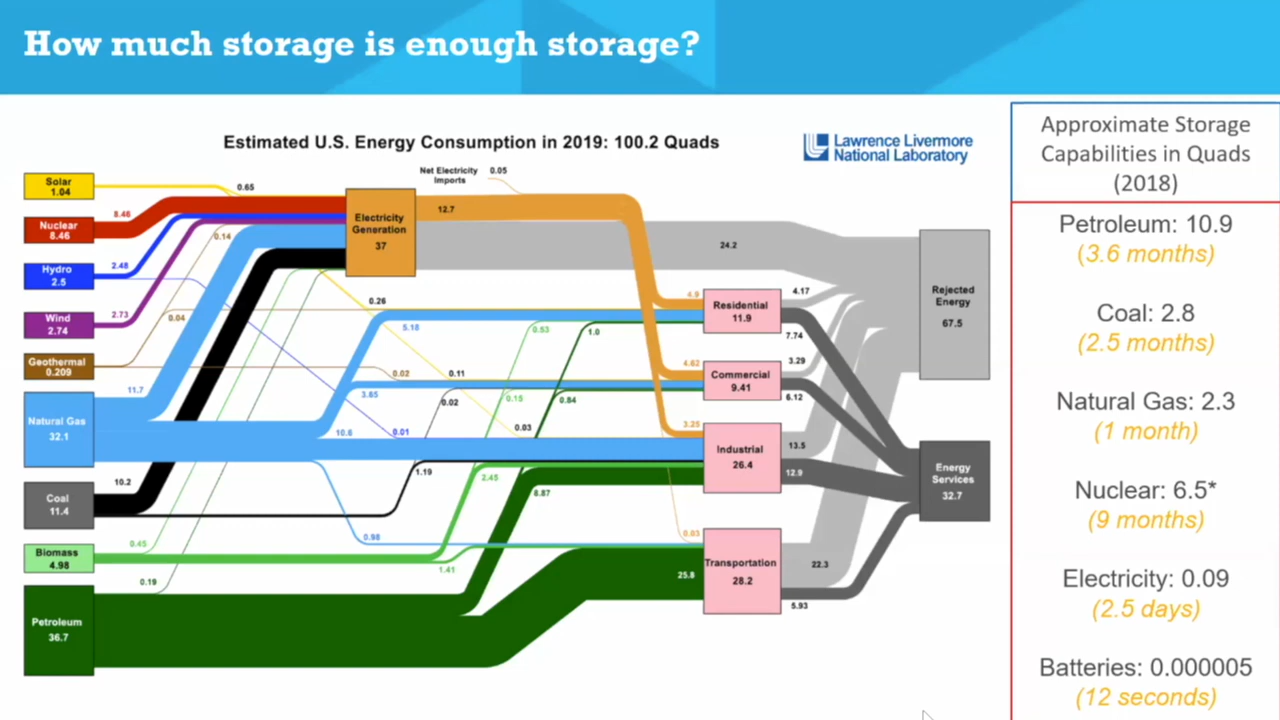 How much storage is enough storage?
Estimated U.S. Energy Consumption in 2019: 100.2 Quads
Lawrence Livermore
National Laboratory
Net Electricity
Imports
0.05
Solar
1.04
0.65
Nuclear
8.46
8.46
Hydro
2.5
2.48
Wind
2.74
2.73
Geothermal
0.209
0.14
0.04
Natural Gas
32.1
11.7
Coal
11.4
10.2
Biomass
4.98
0.45
Petroleum
36.7
0.19
Electricity
Generation
37
12.7
24.2
0.26
5.18
0.53
1.0
0.02
0.11
3.85
0.02
0.15
0.84
10.6
0.01
0.03
1.19
2.45
8.87
0.98
1.41
4.9
4.62
3.25
0.03
25.8
Residential
11.9
4.17
7.74
Commercial
9.41
3.29
6.12
Industrial
26.4
13.5
12.9
Transportation
28.2
22.3
5.93
Rejected
Energy
67.5
Energy
Services
32.7
Approximate Storage
Capabilities in Quads
(2018)
Petroleum: 10.9
(3.6 months)
Coal: 2.8
(2.5 months)
Natural Gas: 2.3
(1 month)
Nuclear: 6.5*
(9 months)
Electricity: 0.09
(2.5 days)
Batteries: 0.000005
(12 seconds)